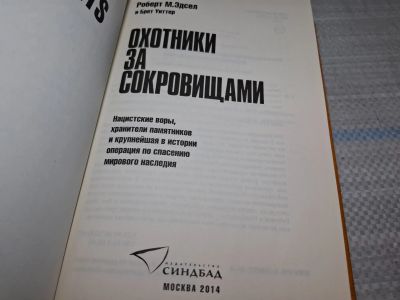 Роберт М.Эдсел
и Брет Уиттер
ОХОТНИКИ
ЗА
СОКРОВИЩАМИ
Нацистские воры,
хранители памятников
и крупнейшая в истории
операция по спасению
мирового наследия
ИЗДАТЕЛЬСТВО
СИНДБАД
МОСКВА 2014